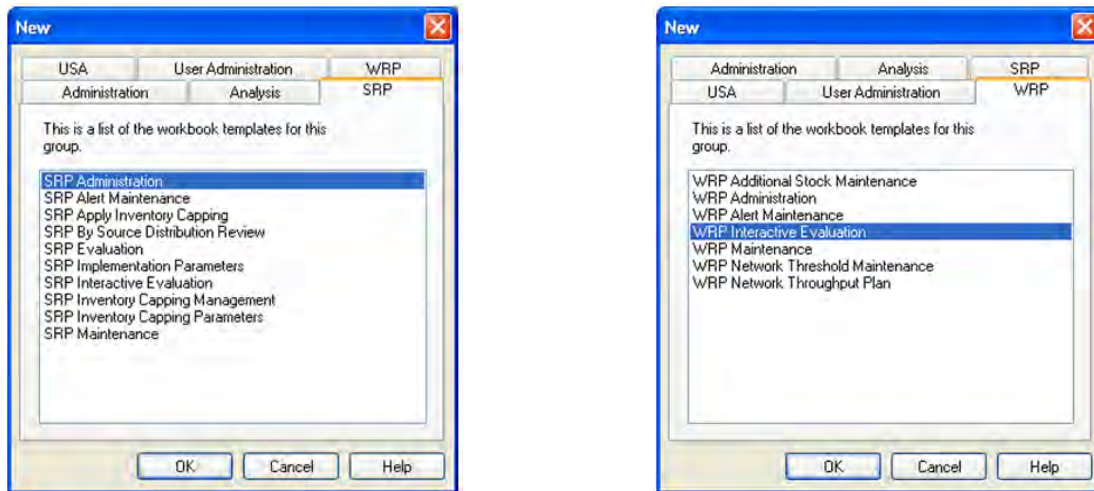 New
USA
User Administration
WRP
Administration
Analysis
SRP
This is a list of the workbook templates for this
group.
SRP Administration
SRP Alert Maintenance
SRP Apply Inventory Capping
SRP By Source Distribution Review
SRP Evaluation
SRP Implementation Parameters
SRP Interactive Evaluation
SRP Inventory Capping Management
SRP Inventory Capping Parameters
SRP Maintenance
OK
Cancel
Help
New
Administration
Analysis
SRP
USA
User Administration
WRP
This is a list of the workbook templates for this
group.
WRP Additional Stock Maintenance
WRP Administration
WRP Alert Maintenance
WRP Interactive Evaluation
WRP Maintenance
WRP Network Threshold Maintenance
WRP Network Throughput Plan
OK
Cancel
Help